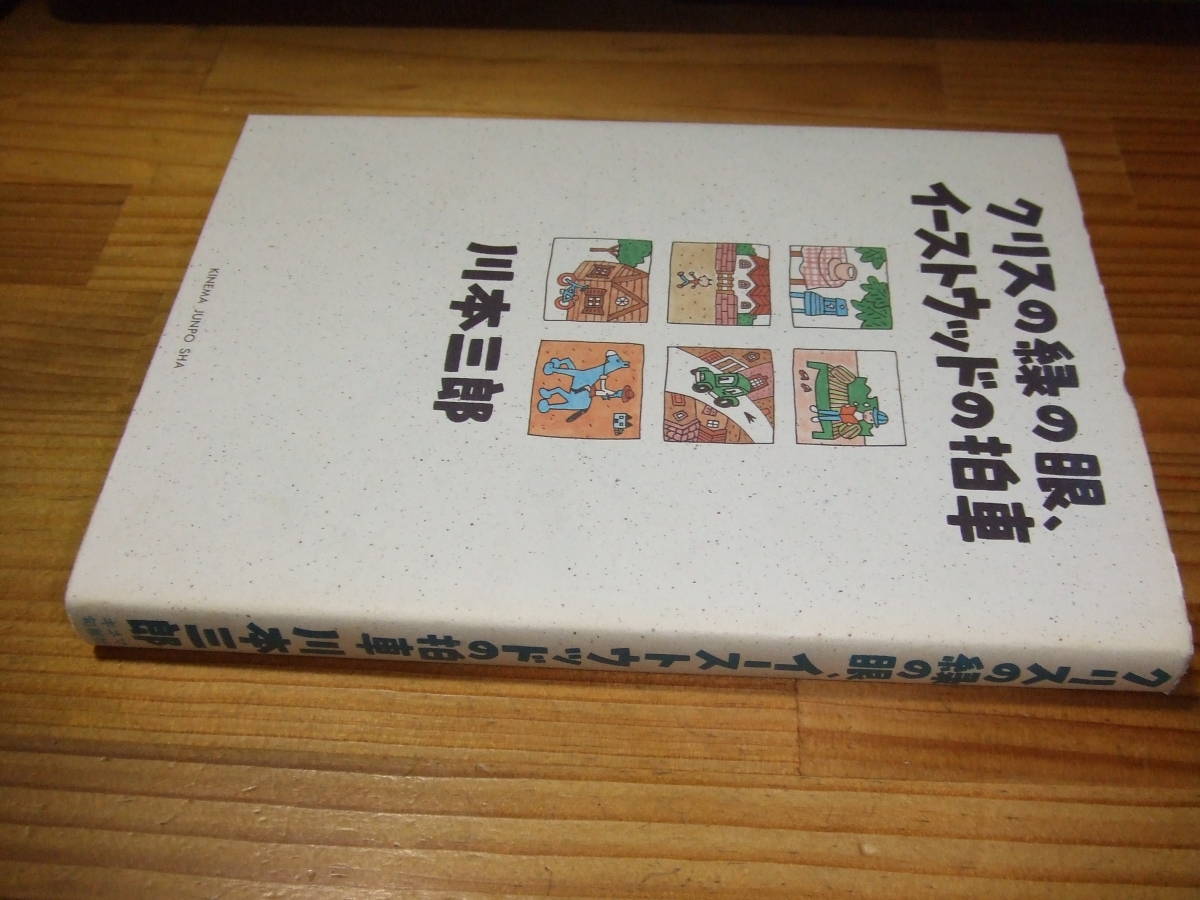 クリスの緑の眼、
イーストウッドの拍車
川本三郎
KINEMA JUNPO SHA
クリスの緑の眼、イーストウッドの拍車 川本三郎